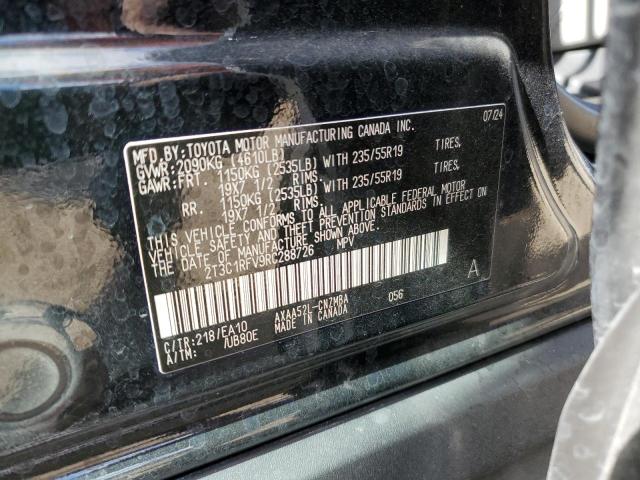 07/24
MFD.BY:TOYOTA MOTOR MANUFACTURING CANADA INC.
GVWR:2090KG (4610LB)
GAWR:FRT. 1150KG (2535LB) WITH 235/55R19 TIRES.
19X7 1/2 RIMS.
RR. 1150KG (2535LB) WITH 235/55R19 TIRES.
19X7 1/2 RIMS.
THIS VEHICLE CONFORMS TO ALL APPLICABLE FEDERAL MOTOR
VEHICLE SAFETY AND THEFT PREVENTION STANDARDS IN EFFECT ON
THE DATE OF MANUFACTURE SHOWN ABOVE.
2T3C1RFV9RC288726 MPV
A
C/TR:218/EA10 AXAA52L-CNZMBA 056
A/TM: /UB80E MADE IN CANADA